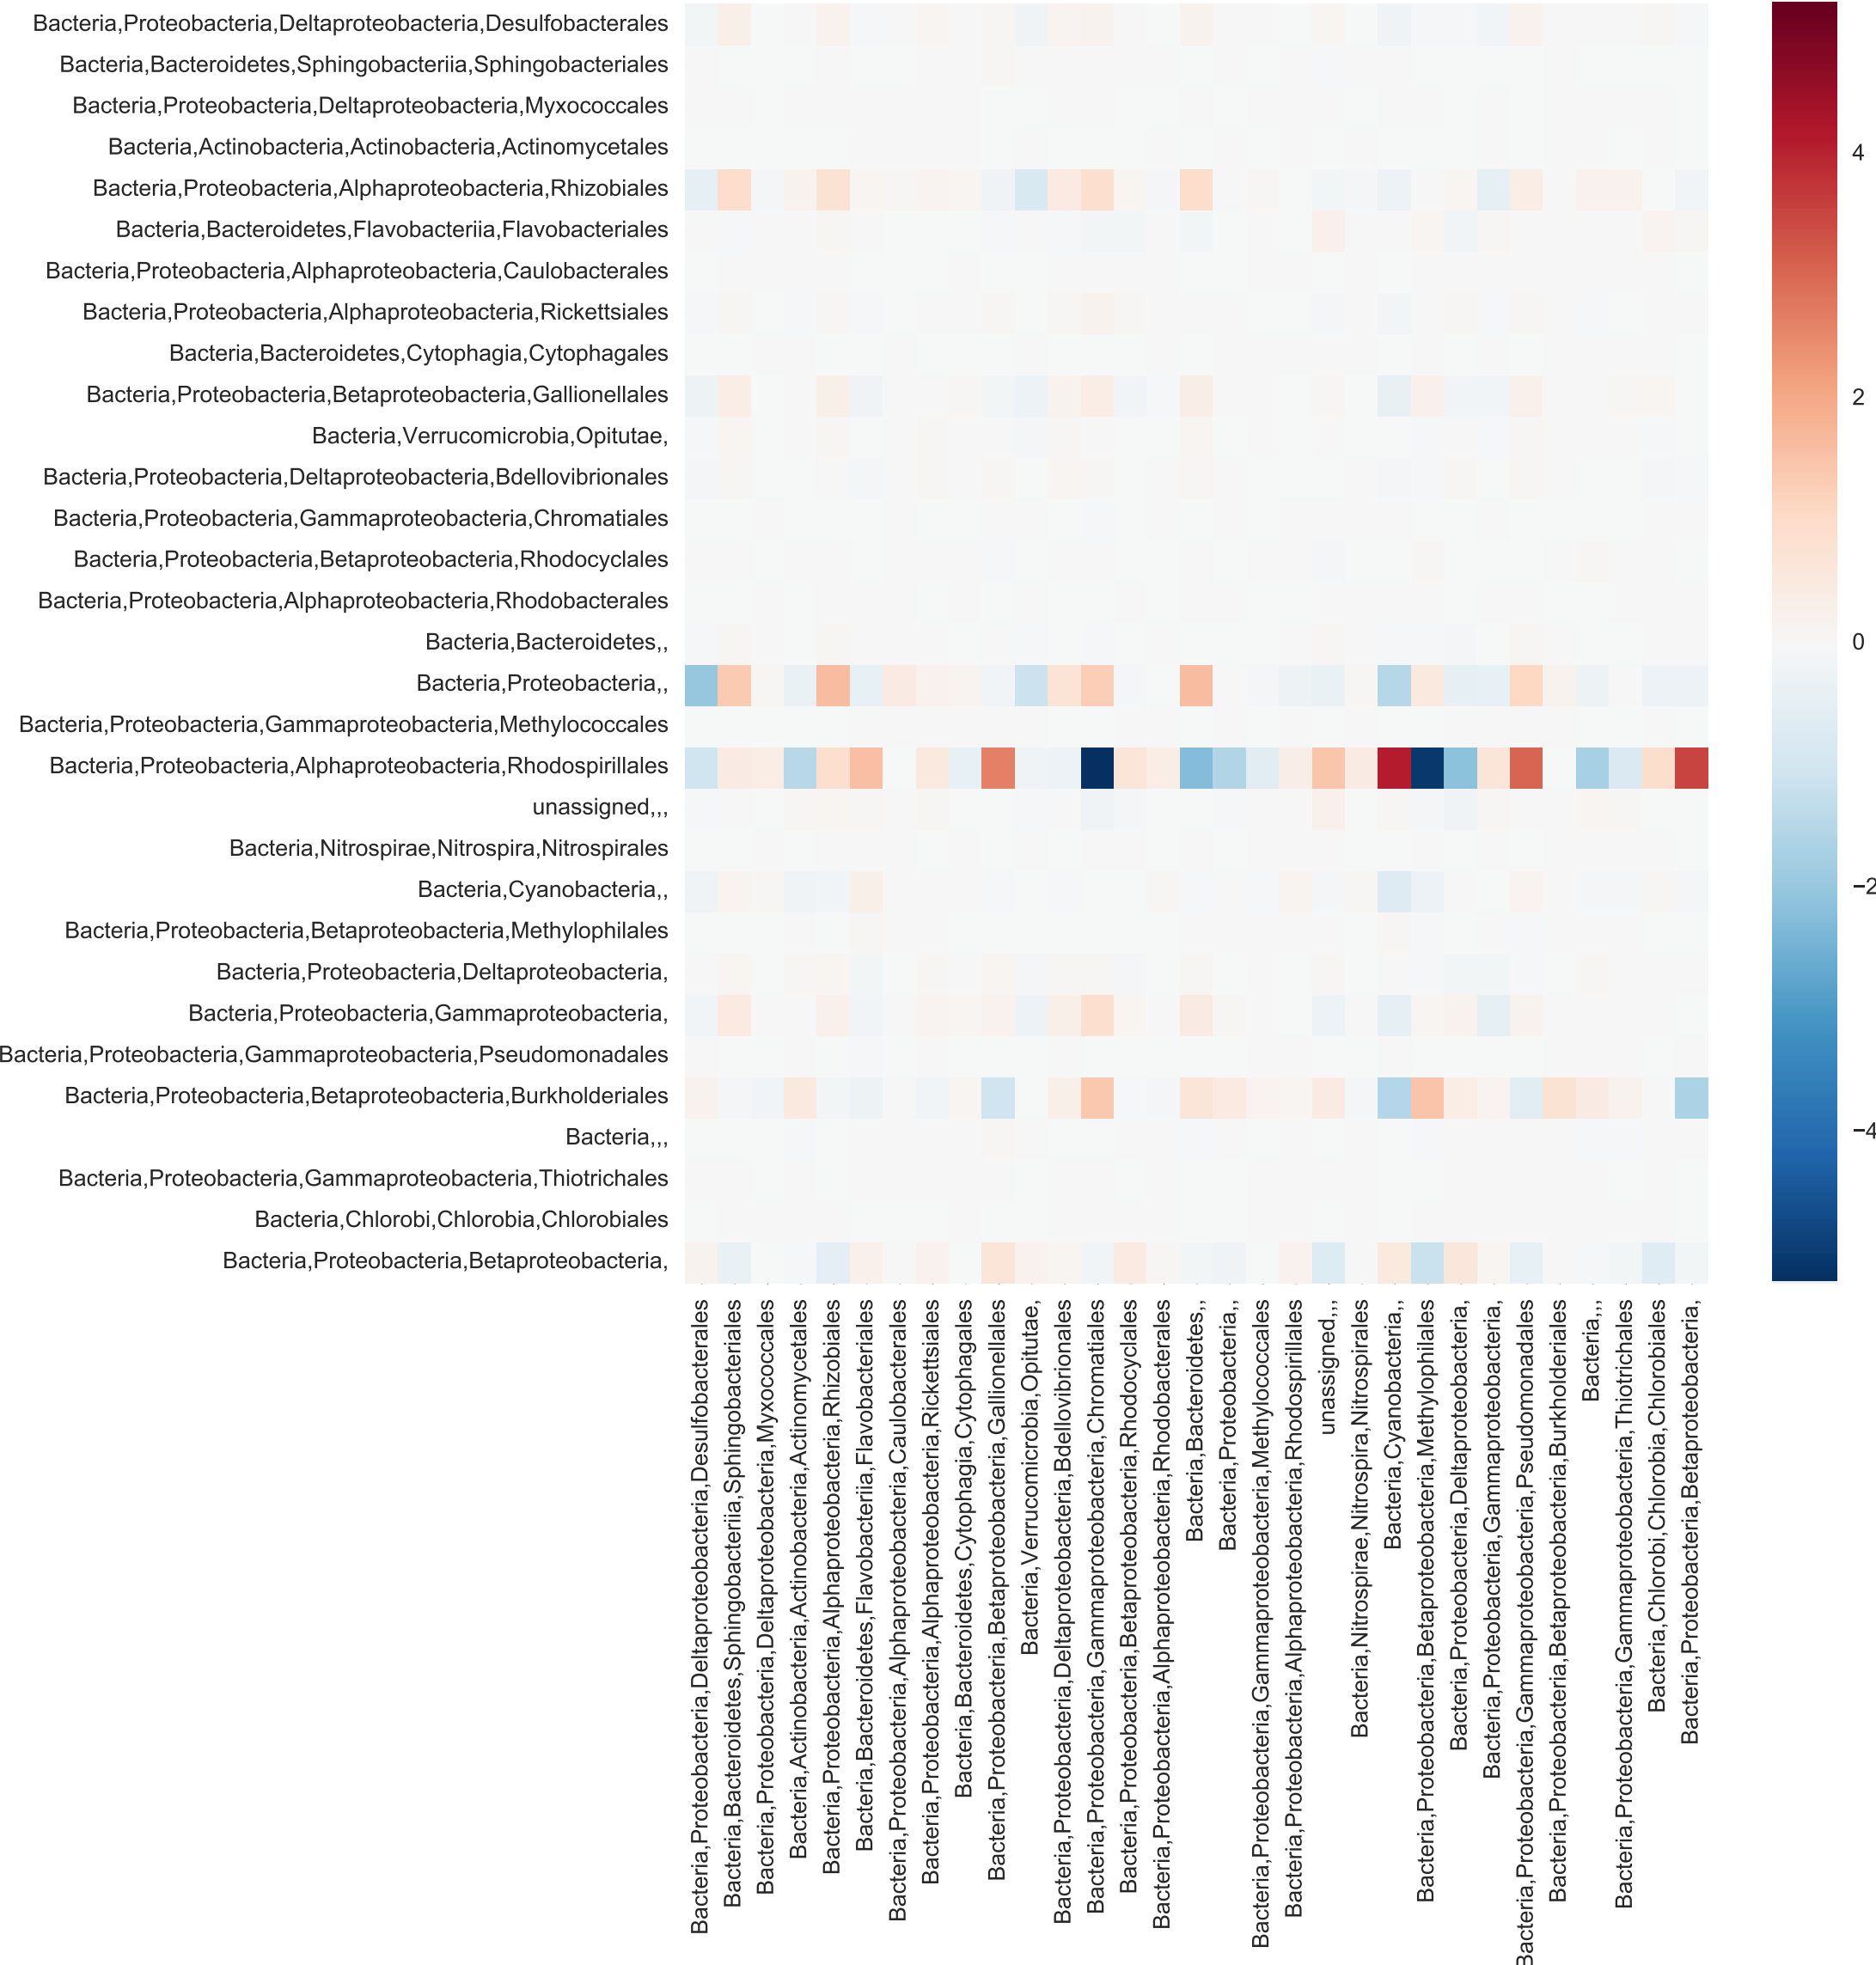 Bacteria,Proteobacteria,Deltaproteobacteria,Desulfobacterales
Bacteria,Bacteroidetes,Sphingobacteriia,Sphingobacteriales
Bacteria,Proteobacteria,Deltaproteobacteria,Myxococcales
Bacteria,Actinobacteria,Actinobacteria,Actinomycetales
Bacteria,Proteobacteria,Alphaproteobacteria,Rhizobiales
Bacteria,Bacteroidetes,Flavobacteriia,Flavobacteriales
Bacteria,Proteobacteria,Alphaproteobacteria,Caulobacterales
Bacteria,Proteobacteria,Alphaproteobacteria,Rickettsiales
Bacteria,Bacteroidetes,Cytophagia,Cytophagales
Bacteria,Proteobacteria,Betaproteobacteria,Gallionellales
Bacteria,Verrucomicrobia,Opitutae,
Bacteria,Proteobacteria,Deltaproteobacteria,Bdellovibrionales
Bacteria,Proteobacteria,Gammaproteobacteria,Chromatiales
Bacteria,Proteobacteria,Betaproteobacteria,Rhodocyclales
Bacteria,Proteobacteria,Alphaproteobacteria,Rhodobacterales
Bacteria,Bacteroidetes,,
Bacteria,Proteobacteria,,
Bacteria,Proteobacteria,Gammaproteobacteria,Methylococcales
Bacteria,Proteobacteria,Alphaproteobacteria,Rhodospirillales
unassigned,,,
Bacteria,Nitrospirae,Nitrospira,Nitrospirales
Bacteria,Cyanobacteria,,
Bacteria,Proteobacteria,Betaproteobacteria,Methylophilales
Bacteria,Proteobacteria,Deltaproteobacteria,
Bacteria,Proteobacteria,Gammaproteobacteria,
Bacteria,Proteobacteria,Gammaproteobacteria,Pseudomonadales
Bacteria,Proteobacteria,Betaproteobacteria,Burkholderiales
Bacteria,,,
Bacteria,Proteobacteria,Gammaproteobacteria,Thiotrichales
Bacteria,Chlorobi,Chlorobia,Chlorobiales
Bacteria,Proteobacteria,Betaproteobacteria,
Bacteria,Proteobacteria,Deltaproteobacteria,Desulfobacterales
Bacteria,Bacteroidetes,Sphingobacteriia,Sphingobacteriales
Bacteria,Proteobacteria,Deltaproteobacteria,Myxococcales
Bacteria,Actinobacteria,Actinobacteria,Actinomycetales
Bacteria,Proteobacteria,Alphaproteobacteria,Rhizobiales
Bacteria,Bacteroidetes,Flavobacteriia,Flavobacteriales
Bacteria,Proteobacteria,Alphaproteobacteria,Caulobacterales
Bacteria,Proteobacteria,Alphaproteobacteria,Rickettsiales
Bacteria,Bacteroidetes,Cytophagia,Cytophagales
Bacteria,Proteobacteria,Betaproteobacteria,Gallionellales
Bacteria,Verrucomicrobia,Opitutae,
Bacteria,Proteobacteria,Deltaproteobacteria,Bdellovibrionales
Bacteria,Proteobacteria,Gammaproteobacteria,Chromatiales
Bacteria,Proteobacteria,Betaproteobacteria,Rhodocyclales
Bacteria,Proteobacteria,Alphaproteobacteria,Rhodobacterales
Bacteria,Bacteroidetes,,
Bacteria,Proteobacteria,,
Bacteria,Proteobacteria,Gammaproteobacteria,Methylococcales
Bacteria,Proteobacteria,Alphaproteobacteria,Rhodospirillales
unassigned,,,
Bacteria,Nitrospirae,Nitrospira,Nitrospirales
Bacteria,Cyanobacteria,,
Bacteria,Proteobacteria,Betaproteobacteria,Methylophilales
Bacteria,Proteobacteria,Deltaproteobacteria,
Bacteria,Proteobacteria,Gammaproteobacteria,
Bacteria,Proteobacteria,Gammaproteobacteria,Pseudomonadales
Bacteria,Proteobacteria,Betaproteobacteria,Burkholderiales
Bacteria,,,
Bacteria,Proteobacteria,Gammaproteobacteria,Thiotrichales
Bacteria,Chlorobi,Chlorobia,Chlorobiales
Bacteria,Proteobacteria,Betaproteobacteria,
4
2
0
−2
−4